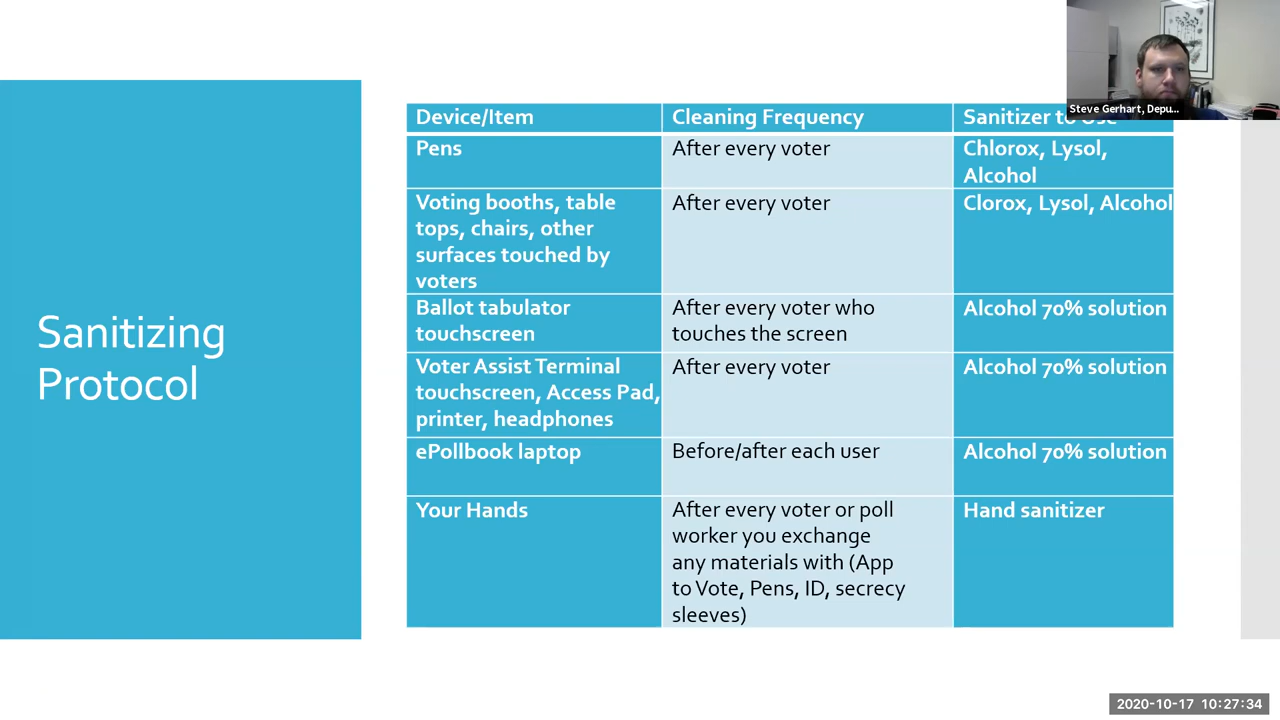 Steve Gerhart, Depu...
Sanitizing
Protocol
Device/Item
Cleaning Frequency
Sanitizer to Use
Pens
After every voter
Chlorox, Lysol,
Alcohol
Voting booths, table
tops, chairs, other
surfaces touched by
voters
After every voter
Clorox, Lysol, Alcohol
Ballot tabulator
touchscreen
After every voter who
touches the screen
Alcohol 70% solution
Voter Assist Terminal
touchscreen, Access Pad,
printer, headphones
After every voter
Alcohol 70% solution
ePollbook laptop
Before/after each user
Alcohol 70% solution
Your Hands
After every voter or poll
worker you exchange
any materials with (App
to Vote, Pens, ID, secrecy
sleeves)
Hand sanitizer
2020-10-17 10:27:34